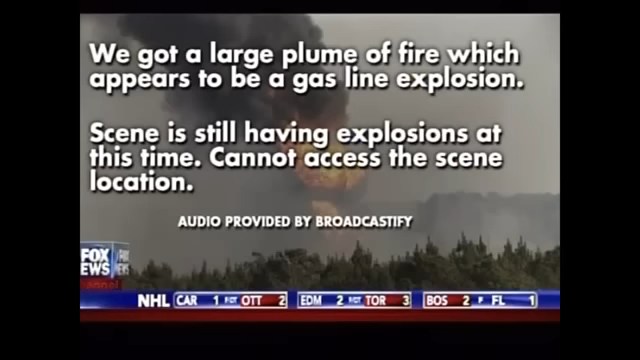 We got a large plume of fire which
appears to be a gas line explosion.
Scene is still having explosions at
this time. Cannot access the scene
location.
AUDIO PROVIDED BY BROADCASTIFY
FOX
NEWS
channel
NHL CAR 1 OTT 2 EDM 2 TOR 3 BOS 2 F FL 1